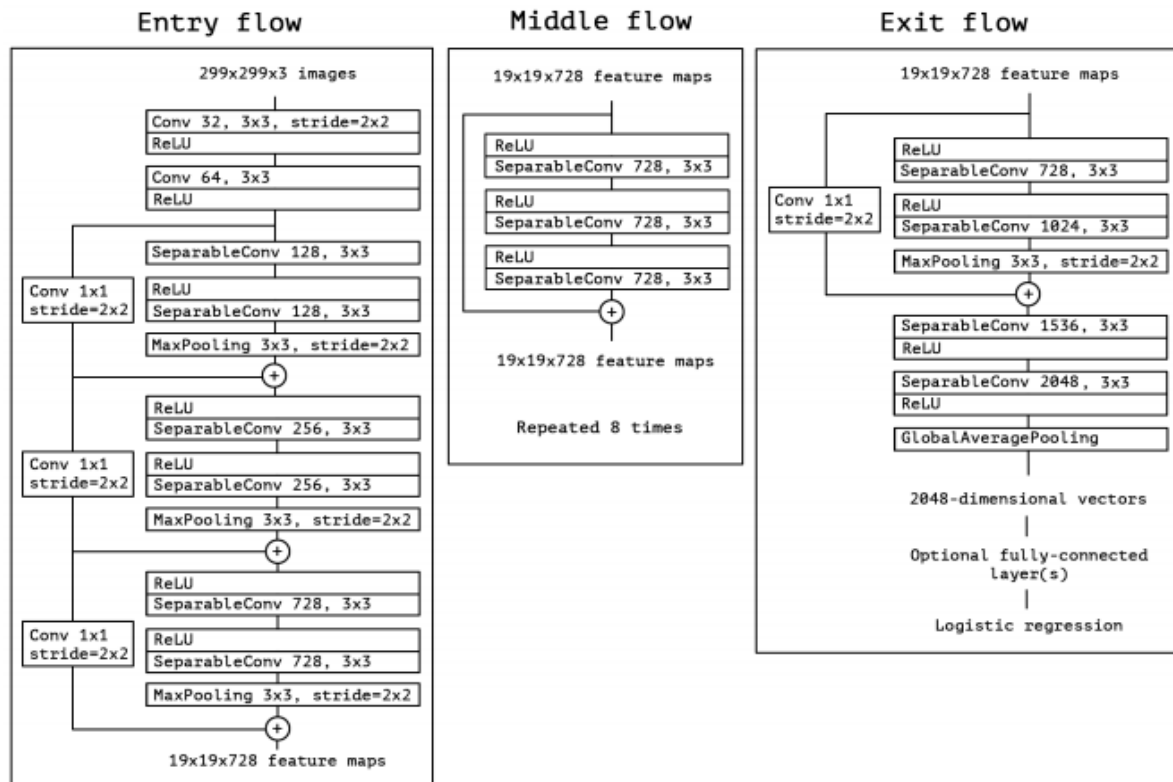 Entry flow
299x299x3 images
Conv 32, 3x3, stride=2x2
ReLU
Conv 64, 3x3
ReLU
SeparableConv 128, 3x3
Conv 1x1
stride=2x2
ReLU
SeparableConv 128, 3x3
MaxPooling 3x3, stride=2x2
+
ReLU
SeparableConv 256, 3x3
Conv 1x1
stride=2x2
ReLU
SeparableConv 256, 3x3
MaxPooling 3x3, stride=2x2
+
ReLU
SeparableConv 728, 3x3
Conv 1x1
stride=2x2
ReLU
SeparableConv 728, 3x3
MaxPooling 3x3, stride=2x2
+
19x19x728 feature maps
Middle flow
19x19x728 feature maps
ReLU
SeparableConv 728, 3x3
ReLU
SeparableConv 728, 3x3
ReLU
SeparableConv 728, 3x3
+
19x19x728 feature maps
Repeated 8 times
Exit flow
19x19x728 feature maps
ReLU
SeparableConv 728, 3x3
Conv 1x1
stride=2x2
ReLU
SeparableConv 1024, 3x3
MaxPooling 3x3, stride=2x2
+
SeparableConv 1536, 3x3
ReLU
SeparableConv 2048, 3x3
ReLU
GlobalAveragePooling
2048-dimensional vectors
Optional fully-connected
layer(s)
Logistic regression